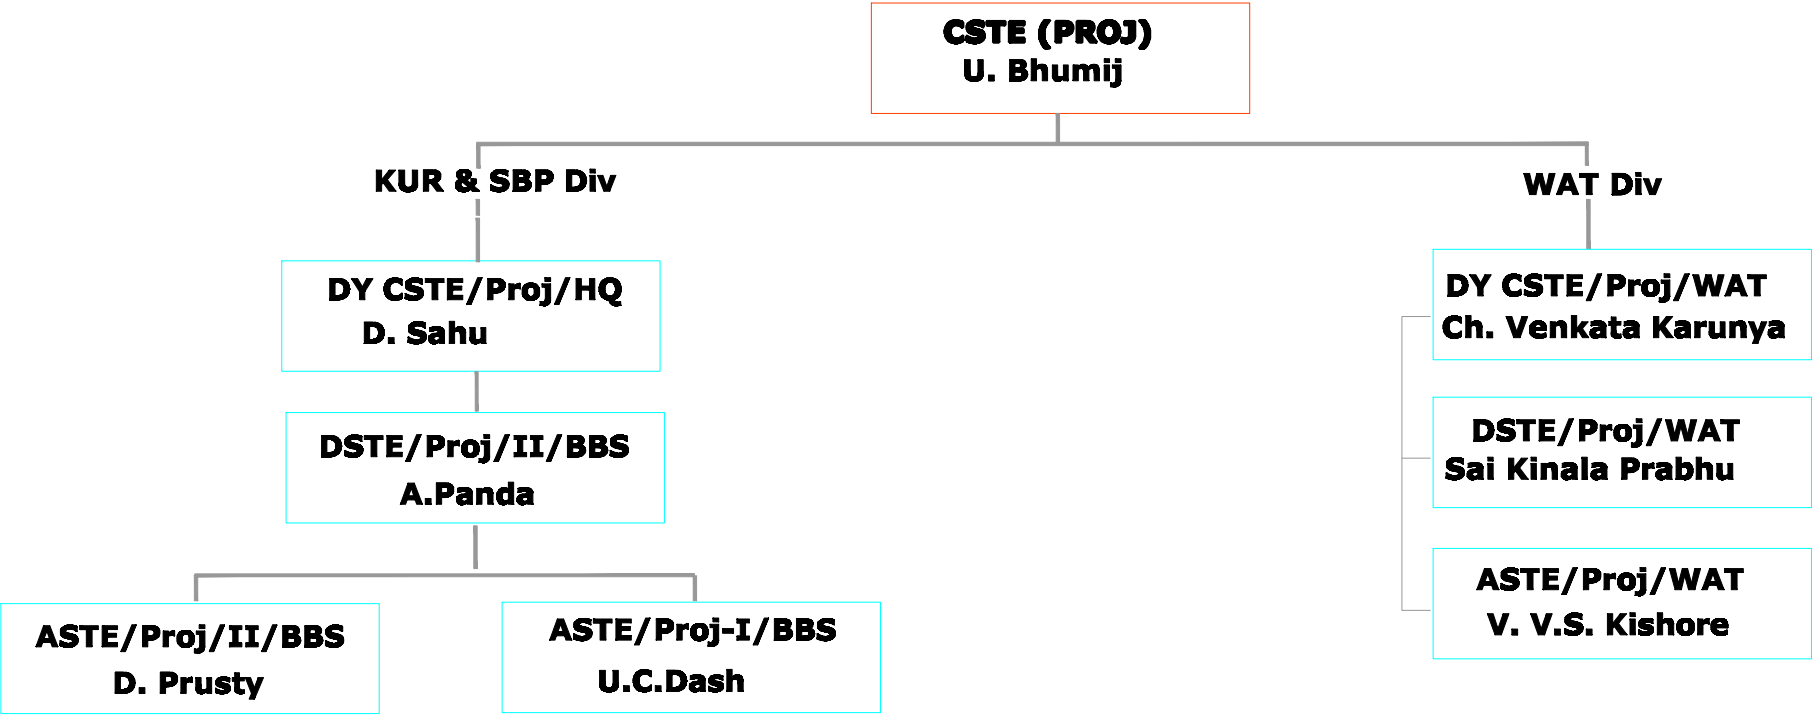 CSTE (PROJ)
U. Bhumij
KUR & SBP Div
WAT Div
DY CSTE/Proj/HQ
D. Sahu
DY CSTE/Proj/WAT
Ch. Venkata Karunya
DSTE/Proj/II/BBS
A.Panda
DSTE/Proj/WAT
Sai Kinala Prabhu
ASTE/Proj/II/BBS
D. Prusty
ASTE/Proj-I/BBS
U.C.Dash
ASTE/Proj/WAT
V. V.S. Kishore